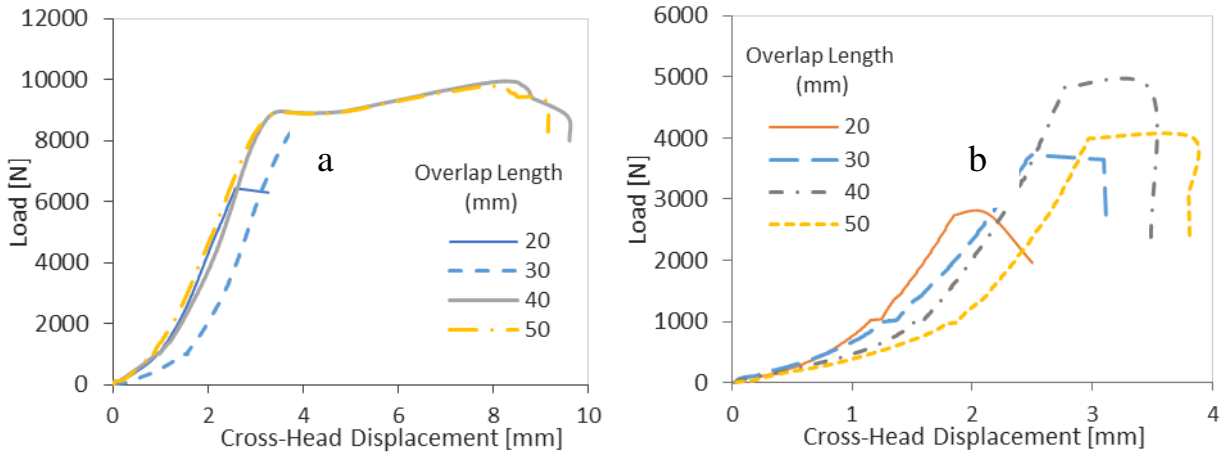 12000
10000
8000
6000
4000
2000
0
Load [N]
0 2 4 6 8 10
Cross-Head Displacement [mm]
a
Overlap Length
(mm)
20
30
40
50
6000
5000
4000
3000
2000
1000
0
Load [N]
0 1 2 3 4
Cross-Head Displacement [mm]
Overlap Length
(mm)
20
30
40
50
b